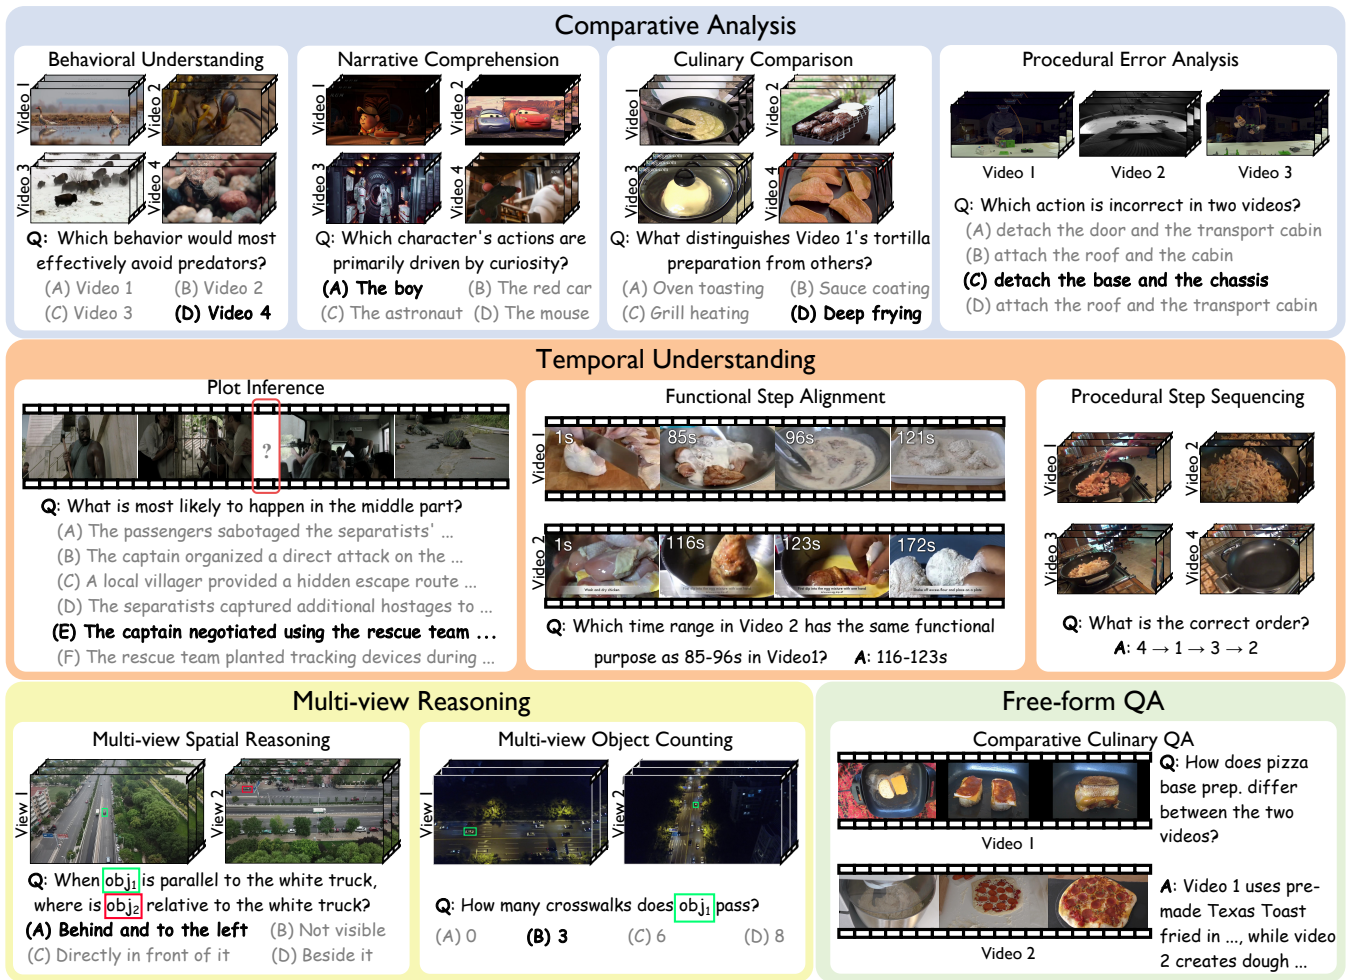 Comparative Analysis
Behavioral Understanding
Video 1
Video 2
Video 3
Video 4
Q: Which behavior would most
effectively avoid predators?
(A) Video 1
(B) Video 2
(C) Video 3
(D) Video 4
Narrative Comprehension
Video 1
Video 2
Video 3
Video 4
Q: Which character's actions are
primarily driven by curiosity?
(A) The boy
(B) The red car
(C) The astronaut
(D) The mouse
Culinary Comparison
Video 1
Video 2
Video 3
Video 4
Q: What distinguishes Video 1's tortilla
preparation from others?
(A) Oven toasting
(B) Sauce coating
(C) Grill heating
(D) Deep frying
Procedural Error Analysis
Video 1
Video 2
Video 3
Q: Which action is incorrect in two videos?
(A) detach the door and the transport cabin
(B) attach the roof and the cabin
(C) detach the base and the chassis
(D) attach the roof and the transport cabin
Temporal Understanding
Plot Inference
?
Q: What is most likely to happen in the middle part?
(A) The passengers sabotaged the separatists' ...
(B) The captain organized a direct attack on the ...
(C) A local villager provided a hidden escape route ...
(D) The separatists captured additional hostages to ...
(E) The captain negotiated using the rescue team ...
(F) The rescue team planted tracking devices during ...
Functional Step Alignment
Video 1
1s
85s
96s
121s
Video 2
1s
116s
123s
172s
Q: Which time range in Video 2 has the same functional
purpose as 85-96s in Video1? A: 116-123s
Procedural Step Sequencing
Video 1
Video 2
Video 3
Video 4
Q: What is the correct order?
A: 4 → 1 → 3 → 2
Multi-view Reasoning
Multi-view Spatial Reasoning
View 1
View 2
Q: When obj1 is parallel to the white truck,
where is obj2 relative to the white truck?
(A) Behind and to the left
(B) Not visible
(C) Directly in front of it
(D) Beside it
Multi-view Object Counting
View 1
View 2
Q: How many crosswalks does obj1 pass?
(A) 0
(B) 3
(C) 6
(D) 8
Free-form QA
Comparative Culinary QA
Video 1
Video 2
Q: How does pizza
base prep. differ
between the two
videos?
A: Video 1 uses pre-
made Texas Toast
fried in ..., while video
2 creates dough ...